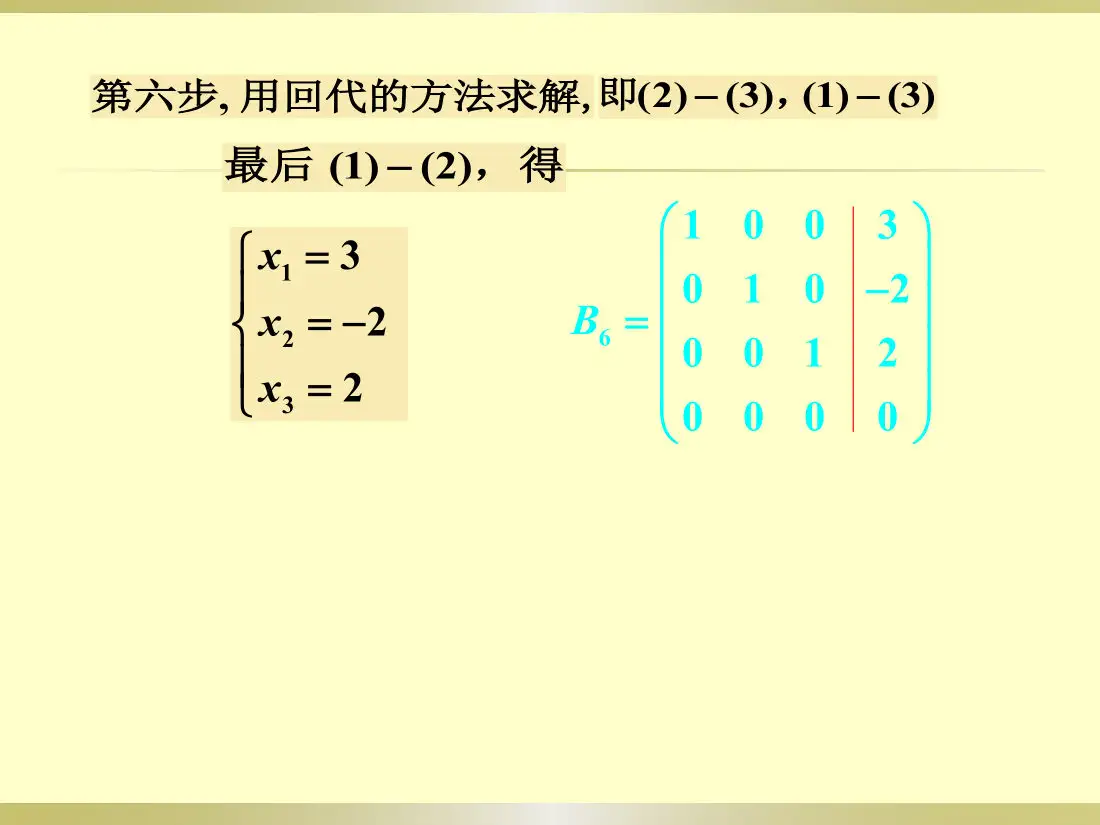 第六步, 用回代的方法求解, 即(2)－(3)，(1)－(3)
最后 (1)－(2)， 得
x₁ = 3
x₂ = −2
x₃ = 2
B₆ =
1 0 0 3
0 1 0 −2
0 0 1 2
0 0 0 0